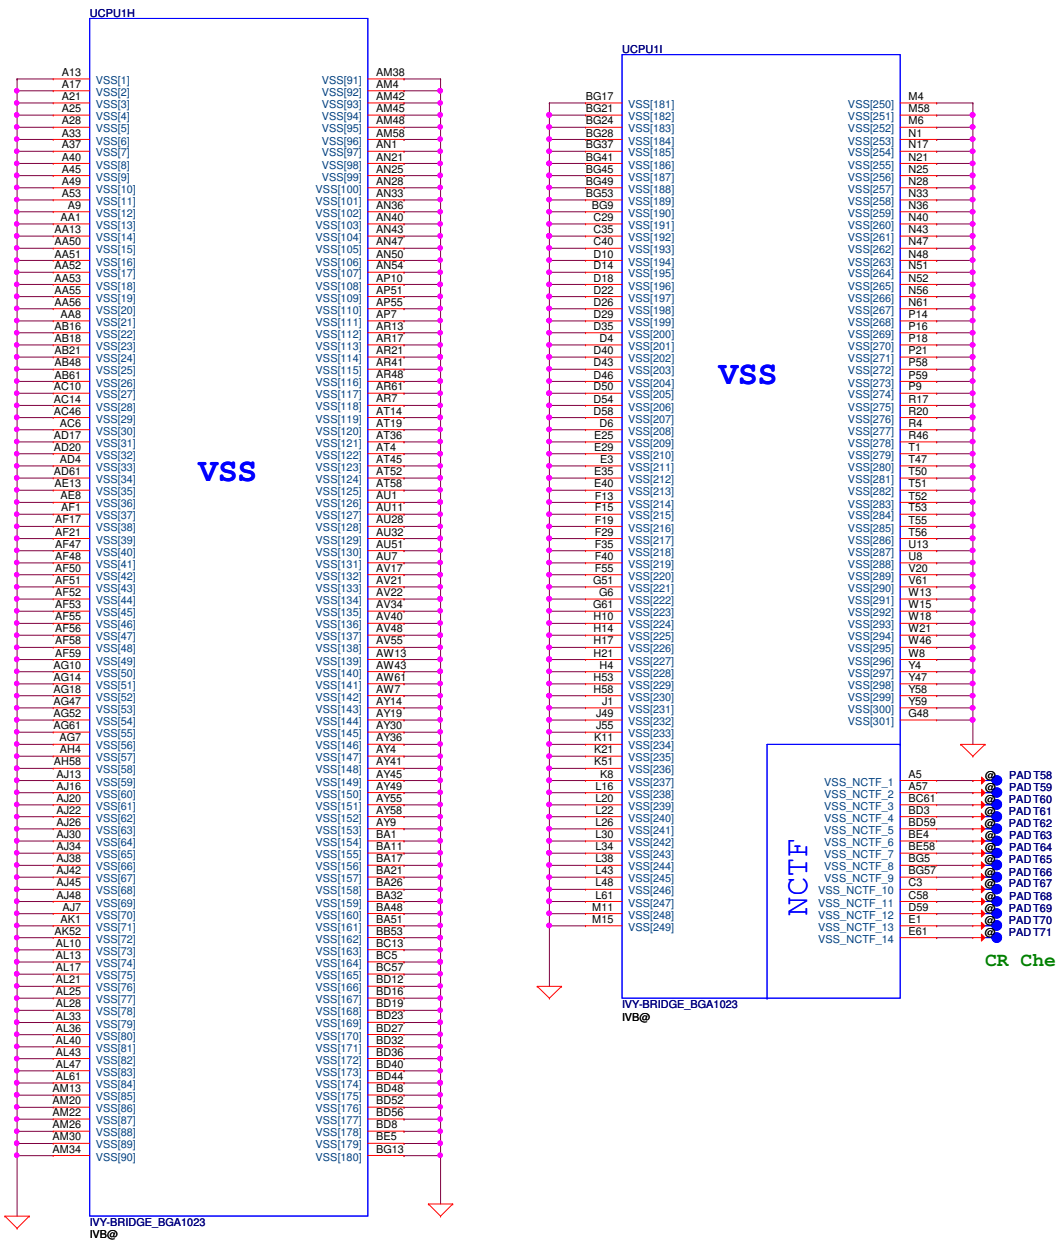 UCPU1H
A13 VSS[1] VSS[91] AM38
A17 VSS[2] VSS[92] AM4
A21 VSS[3] VSS[93] AM42
A25 VSS[4] VSS[94] AM45
A28 VSS[5] VSS[95] AM48
A33 VSS[6] VSS[96] AM58
A37 VSS[7] VSS[97] AN1
A40 VSS[8] VSS[98] AN21
A45 VSS[9] VSS[99] AN25
A49 VSS[10] VSS[100] AN28
A53 VSS[11] VSS[101] AN33
A9 VSS[12] VSS[102] AN36
AA1 VSS[13] VSS[103] AN40
AA13 VSS[14] VSS[104] AN43
AA50 VSS[15] VSS[105] AN47
AA51 VSS[16] VSS[106] AN50
AA52 VSS[17] VSS[107] AN54
AA53 VSS[18] VSS[108] AP10
AA55 VSS[19] VSS[109] AP51
AA56 VSS[20] VSS[110] AP55
AA8 VSS[21] VSS[111] AP7
AB16 VSS[22] VSS[112] AR13
AB18 VSS[23] VSS[113] AR17
AB21 VSS[24] VSS[114] AR21
AB48 VSS[25] VSS[115] AR41
AB61 VSS[26] VSS[116] AR48
AC10 VSS[27] VSS[117] AR61
AC14 VSS[28] VSS[118] AR7
AC46 VSS[29] VSS[119] AT14
AC6 VSS[30] VSS[120] AT19
AD17 VSS[31] VSS[121] AT36
AD20 VSS[32] VSS[122] AT4
AD4 VSS[33] VSS[123] AT45
VSS
AD61 VSS[34] VSS[124] AT52
AE13 VSS[35] VSS[125] AT58
AE8 VSS[36] VSS[126] AU1
AF1 VSS[37] VSS[127] AU11
AF17 VSS[38] VSS[128] AU28
AF21 VSS[39] VSS[129] AU32
AF47 VSS[40] VSS[130] AU51
AF48 VSS[41] VSS[131] AU7
AF50 VSS[42] VSS[132] AV17
AF51 VSS[43] VSS[133] AV21
AF52 VSS[44] VSS[134] AV22
AF53 VSS[45] VSS[135] AV34
AF55 VSS[46] VSS[136] AV40
AF56 VSS[47] VSS[137] AV48
AF58 VSS[48] VSS[138] AV55
AF59 VSS[49] VSS[139] AW13
AG10 VSS[50] VSS[140] AW43
AG14 VSS[51] VSS[141] AW61
AG18 VSS[52] VSS[142] AW7
AG47 VSS[53] VSS[143] AY14
AG52 VSS[54] VSS[144] AY19
AG61 VSS[55] VSS[145] AY30
AG7 VSS[56] VSS[146] AY36
AH4 VSS[57] VSS[147] AY4
AH58 VSS[58] VSS[148] AY41
AJ13 VSS[59] VSS[149] AY45
AJ16 VSS[60] VSS[150] AY49
AJ20 VSS[61] VSS[151] AY55
AJ22 VSS[62] VSS[152] AY58
AJ26 VSS[63] VSS[153] AY9
AJ30 VSS[64] VSS[154] BA1
AJ34 VSS[65] VSS[155] BA11
AJ38 VSS[66] VSS[156] BA17
AJ42 VSS[67] VSS[157] BA21
AJ45 VSS[68] VSS[158] BA26
AJ48 VSS[69] VSS[159] BA32
AJ7 VSS[70] VSS[160] BA48
AK1 VSS[71] VSS[161] BA51
AK52 VSS[72] VSS[162] BB53
AL10 VSS[73] VSS[163] BC13
AL13 VSS[74] VSS[164] BC5
AL17 VSS[75] VSS[165] BC57
AL21 VSS[76] VSS[166] BD12
AL25 VSS[77] VSS[167] BD16
AL28 VSS[78] VSS[168] BD19
AL33 VSS[79] VSS[169] BD23
AL36 VSS[80] VSS[170] BD27
AL40 VSS[81] VSS[171] BD32
AL43 VSS[82] VSS[172] BD36
AL47 VSS[83] VSS[173] BD40
AL61 VSS[84] VSS[174] BD44
AM13 VSS[85] VSS[175] BD48
AM20 VSS[86] VSS[176] BD52
AM22 VSS[87] VSS[177] BD56
AM26 VSS[88] VSS[178] BD8
AM30 VSS[89] VSS[179] BE5
AM34 VSS[90] VSS[180] BG13
IVY-BRIDGE_BGA1023
IVB@
UCPU1I
BG17 VSS[181] VSS[250] M4
BG21 VSS[182] VSS[251] M58
BG24 VSS[183] VSS[252] M6
BG28 VSS[184] VSS[253] N1
BG37 VSS[185] VSS[254] N17
BG41 VSS[186] VSS[255] N21
BG45 VSS[187] VSS[256] N25
BG49 VSS[188] VSS[257] N28
BG53 VSS[189] VSS[258] N33
BG9 VSS[190] VSS[259] N36
C29 VSS[191] VSS[260] N40
C35 VSS[192] VSS[261] N43
C40 VSS[193] VSS[262] N47
D10 VSS[194] VSS[263] N48
D14 VSS[195] VSS[264] N51
D18 VSS[196] VSS[265] N52
D22 VSS[197] VSS[266] N56
D26 VSS[198] VSS[267] N61
D29 VSS[199] VSS[268] P14
D35 VSS[200] VSS[269] P16
D4 VSS[201] VSS[270] P18
D40 VSS[202] VSS[271] P21
D43 VSS[203] VSS[272] P58
VSS
D46 VSS[204] VSS[273] P59
D50 VSS[205] VSS[274] P9
D54 VSS[206] VSS[275] R17
D58 VSS[207] VSS[276] R20
D6 VSS[208] VSS[277] R4
E25 VSS[209] VSS[278] R46
E29 VSS[210] VSS[279] T1
E3 VSS[211] VSS[280] T47
E35 VSS[212] VSS[281] T50
E40 VSS[213] VSS[282] T51
F13 VSS[214] VSS[283] T52
F15 VSS[215] VSS[284] T53
F19 VSS[216] VSS[285] T55
F29 VSS[217] VSS[286] T56
F35 VSS[218] VSS[287] U13
F40 VSS[219] VSS[288] U8
F55 VSS[220] VSS[289] V20
G51 VSS[221] VSS[290] V61
G6 VSS[222] VSS[291] W13
G61 VSS[223] VSS[292] W15
H10 VSS[224] VSS[293] W18
H14 VSS[225] VSS[294] W21
H17 VSS[226] VSS[295] W46
H21 VSS[227] VSS[296] W8
H4 VSS[228] VSS[297] Y4
H53 VSS[229] VSS[298] Y47
H58 VSS[230] VSS[299] Y58
J1 VSS[231] VSS[300] Y59
J49 VSS[232] VSS[301] G48
J55 VSS[233]
K11 VSS[234]
K21 VSS[235]
K51 VSS[236]
K8 VSS[237] VSS_NCTF_1 A5 @ PAD T58
L16 VSS[238] VSS_NCTF_2 A57 @ PAD T59
L20 VSS[239] VSS_NCTF_3 BC61 @ PAD T60
L22 VSS[240] VSS_NCTF_4 BD3 @ PAD T61
L26 VSS[241] VSS_NCTF_5 BD59 @ PAD T62
L30 VSS[242] VSS_NCTF_6 BE4 @ PAD T63
L34 VSS[243] VSS_NCTF_7 BE58 @ PAD T64
L38 VSS[244] VSS_NCTF_8 BG5 @ PAD T65
L43 VSS[245] VSS_NCTF_9 BG57 @ PAD T66
L48 VSS[246] VSS_NCTF_10 C3 @ PAD T67
L61 VSS[247] VSS_NCTF_11 C58 @ PAD T68
M11 VSS[248] VSS_NCTF_12 D59 @ PAD T69
M15 VSS[249] VSS_NCTF_13 E1 @ PAD T70
VSS_NCTF_14 E61 @ PAD T71
NCTF
CR Che
IVY-BRIDGE_BGA1023
IVB@